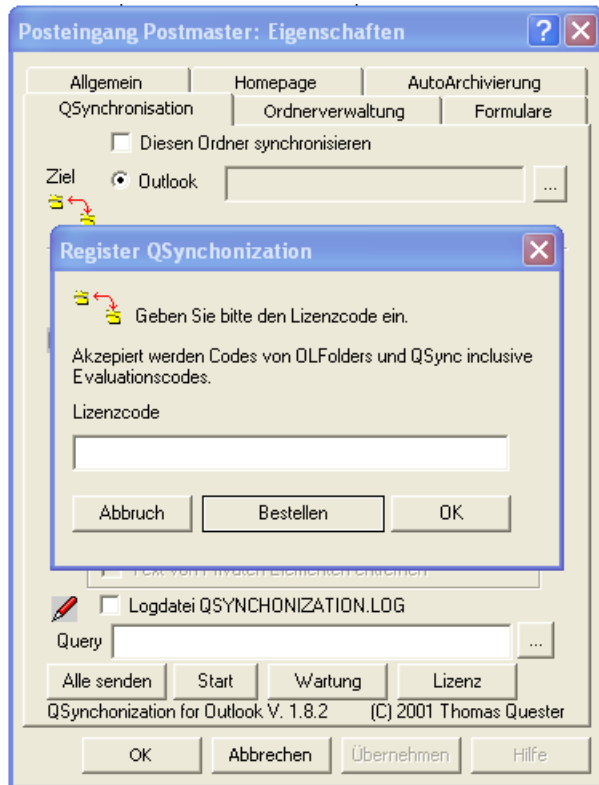 Posteingang Postmaster: Eigenschaften
Allgemein Homepage AutoArchivierung
QSynchronisation Ordnerverwaltung Formulare
Diesen Ordner synchronisieren
Ziel Outlook ...
Register QSynchonization
Geben Sie bitte den Lizenzcode ein.
Akzepiert werden Codes von OLFolders und QSync inclusive
Evaluationscodes.
Lizenzcode
Abbruch Bestellen OK
Logdatei QSYNCHONIZATION.LOG
Query ...
Alle senden Start Wartung Lizenz
QSynchonization for Outlook V. 1.8.2 (C) 2001 Thomas Quester
OK Abbrechen Übernehmen Hilfe